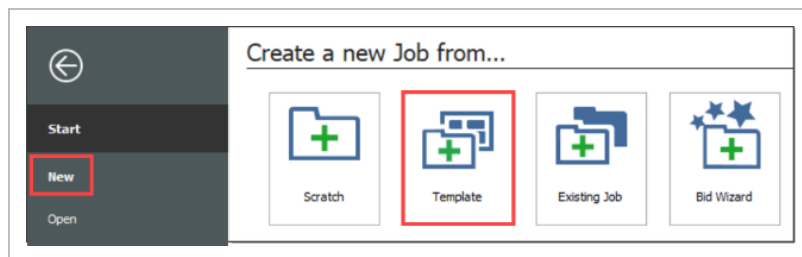 Create a new Job from...
Start
New
Open
Scratch
Template
Existing Job
Bid Wizard